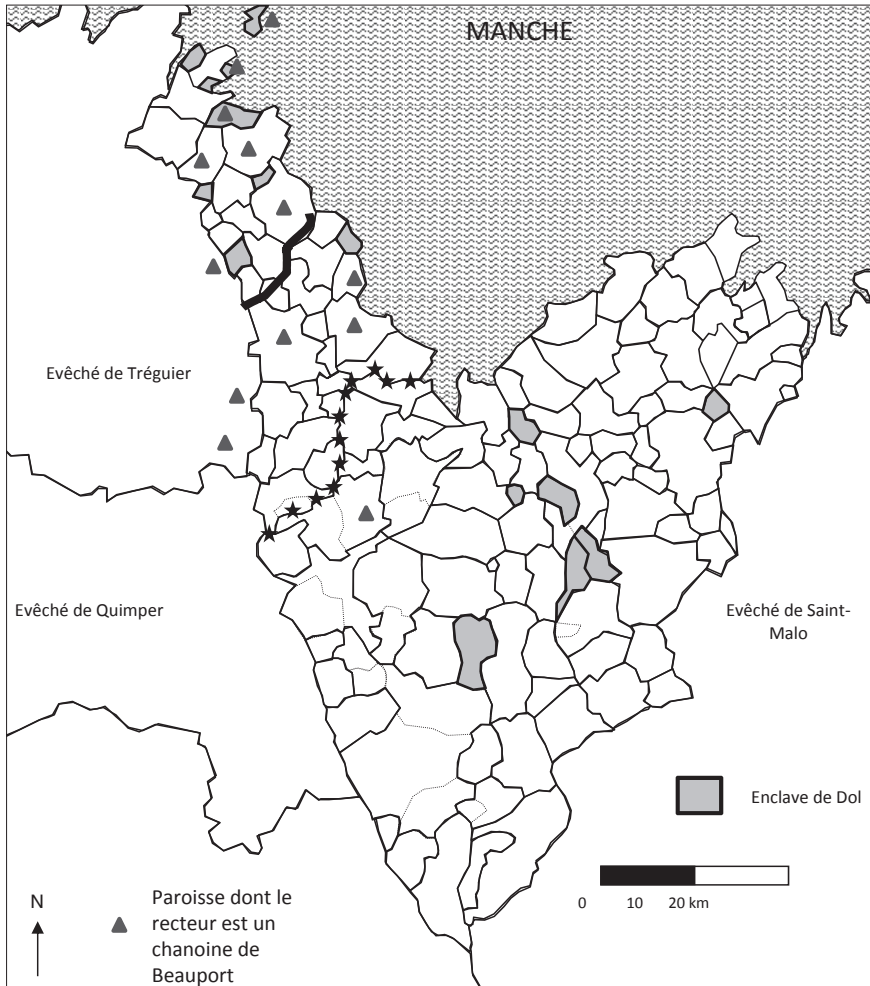 MANCHE
Evêché de Tréguier
Evêché de Quimper
Evêché de Saint-
Malo
Enclave de Dol
0 10 20 km
N
Paroisse dont le
recteur est un
chanoine de
Beauport